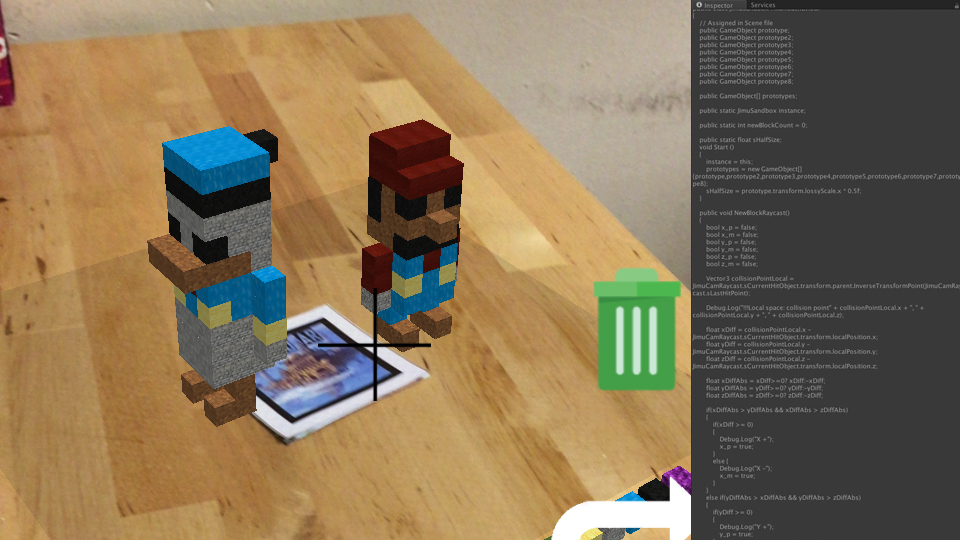 Inspector
Services
{
// Assigned in Scene file
public GameObject prototype;
public GameObject prototype2;
public GameObject prototype3;
public GameObject prototype4;
public GameObject prototype5;
public GameObject prototype6;
public GameObject prototype7;
public GameObject prototype8;
public GameObject[] prototypes;
public static JimuSandbox instance;
public static int newBlockCount = 0;
public static float sHalfSize;
void Start ()
{
instance = this;
prototypes = new GameObject[]
{prototype,prototype2,prototype3,prototype4,prototype5,prototype6,prototype7,prototy
pe8};
sHalfSize = prototype.transform.lossyScale.x * 0.5f;
}
public void NewBlockRaycast()
{
bool x_p = false;
bool x_m = false;
bool y_p = false;
bool y_m = false;
bool z_p = false;
bool z_m = false;
Vector3 collisionPointLocal =
JimuCamRaycast.sCurrentHitObject.transform.parent.InverseTransformPoint(JimuCamRay
cast.sLastHitPoint);
Debug.Log("!!Local space: collision point" + collisionPointLocal.x + ", " +
collisionPointLocal.y + ", " + collisionPointLocal.z);
float xDiff = collisionPointLocal.x -
JimuCamRaycast.sCurrentHitObject.transform.localPosition.x;
float yDiff = collisionPointLocal.y -
JimuCamRaycast.sCurrentHitObject.transform.localPosition.y;
float zDiff = collisionPointLocal.z -
JimuCamRaycast.sCurrentHitObject.transform.localPosition.z;
float xDiffAbs = xDiff>=0? xDiff:-xDiff;
float yDiffAbs = yDiff>=0? yDiff:-yDiff;
float zDiffAbs = zDiff>=0? zDiff:-zDiff;
if(xDiffAbs > yDiffAbs && xDiffAbs > zDiffAbs)
{
if(xDiff >= 0)
{
Debug.Log("X +");
x_p = true;
}
else {
Debug.Log("X -");
x_m = true;
}
}
else if(yDiffAbs > xDiffAbs && yDiffAbs > zDiffAbs)
{
if(yDiff >= 0)
{
Debug.Log("Y +");
y_p = true;